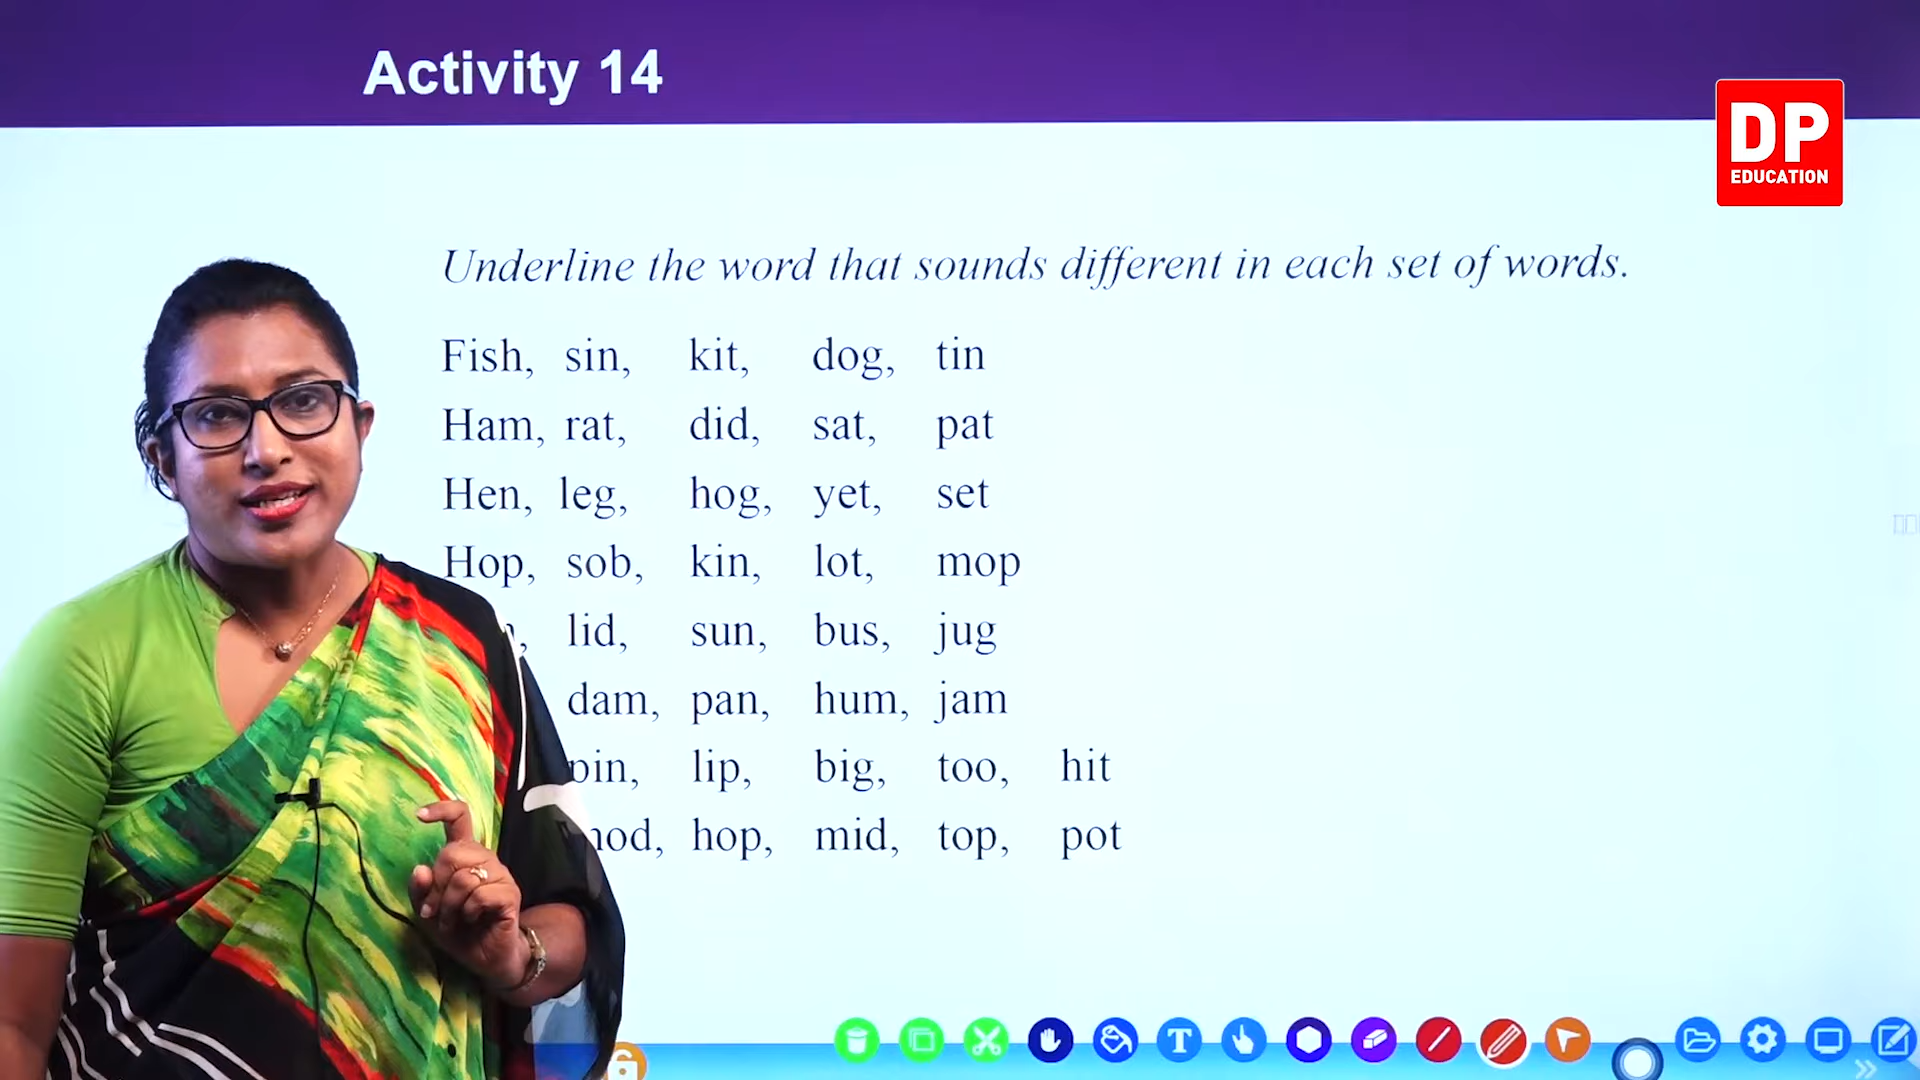 Activity 14
DP
EDUCATION
Underline the word that sounds different in each set of words.
Fish, sin, kit, dog, tin
Ham, rat, did, sat, pat
Hen, leg, hog, yet, set
Hop, sob, kin, lot, mop
lid, sun, bus, jug
dam, pan, hum, jam
pin, lip, big, too, hit
hop, mid, top, pot